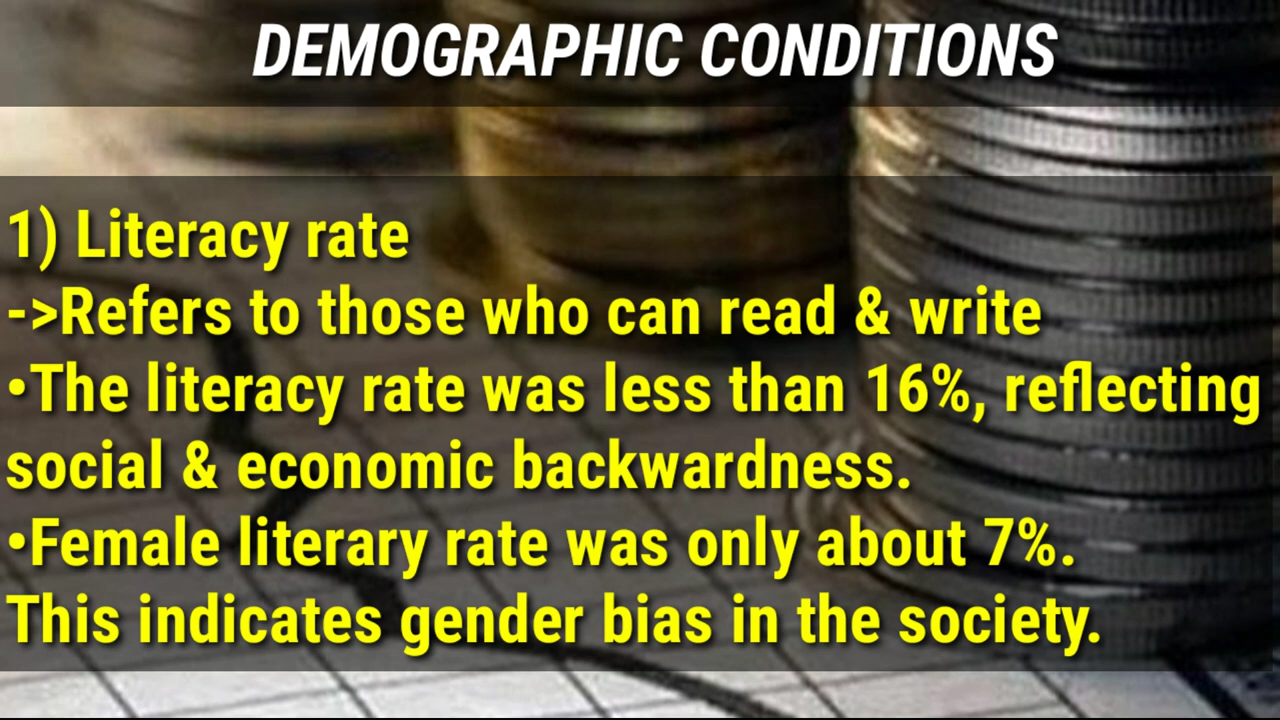 DEMOGRAPHIC CONDITIONS
1) Literacy rate
->Refers to those who can read & write
•The literacy rate was less than 16%, reflecting
social & economic backwardness.
•Female literary rate was only about 7%.
This indicates gender bias in the society.